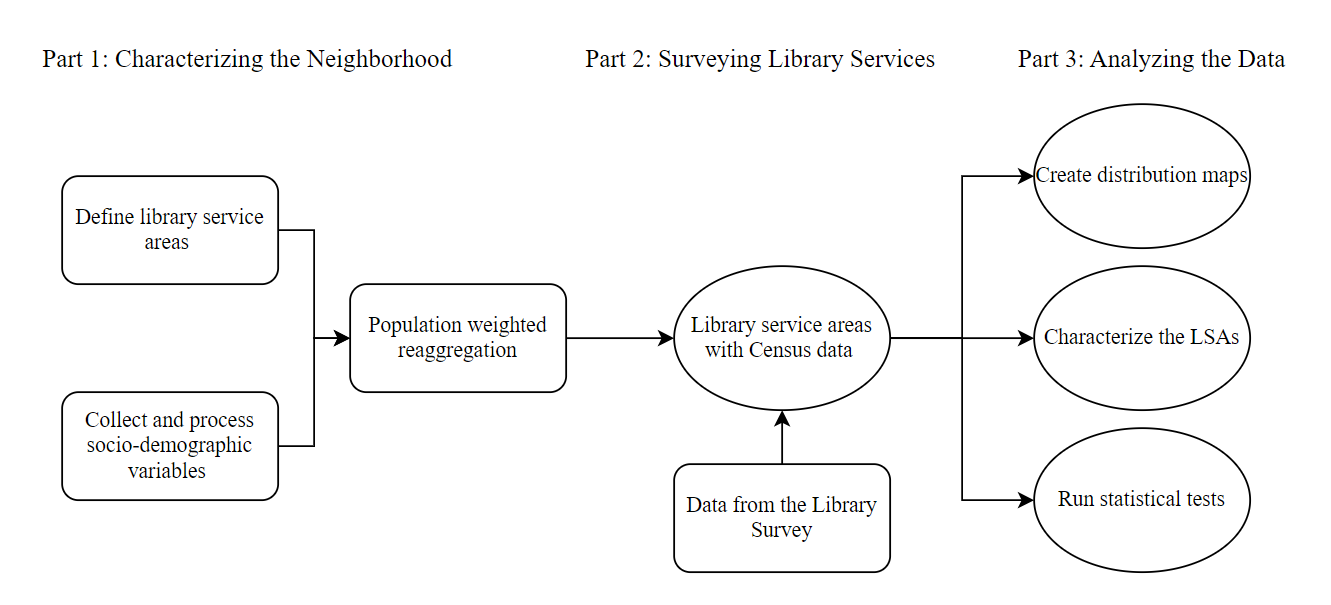 Part 1: Characterizing the Neighborhood
Part 2: Surveying Library Services
Part 3: Analyzing the Data
Define library service
areas
Collect and process
socio-demographic
variables
Population weighted
reaggregation
Library service areas
with Census data
Data from the Library
Survey
Create distribution maps
Characterize the LSAs
Run statistical tests